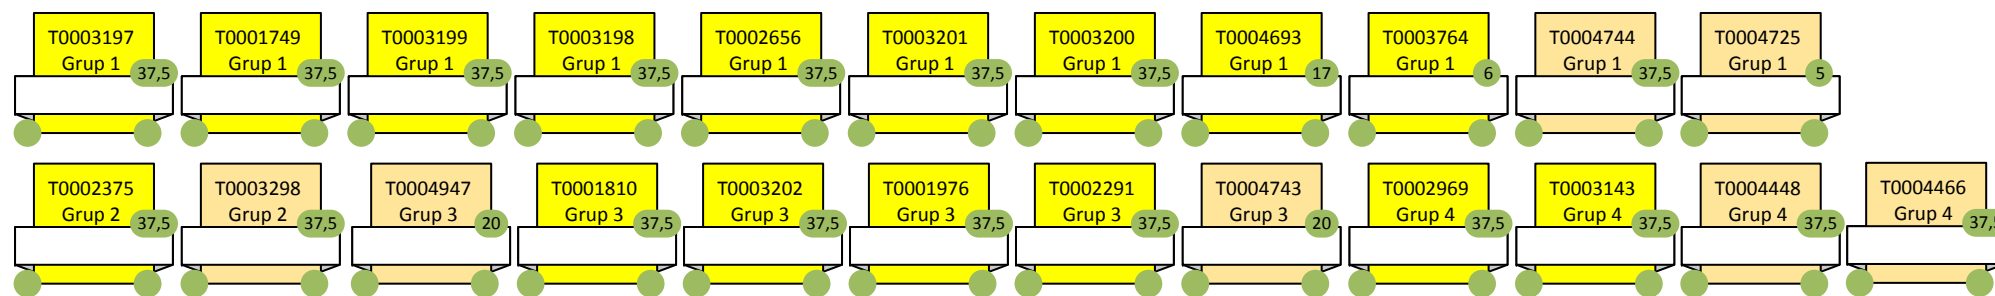 T0003197
Grup 1
37,5
T0001749
Grup 1
37,5
T0003199
Grup 1
37,5
T0003198
Grup 1
37,5
T0002656
Grup 1
37,5
T0003201
Grup 1
37,5
T0003200
Grup 1
37,5
T0004693
Grup 1
17
T0003764
Grup 1
6
T0004744
Grup 1
37,5
T0004725
Grup 1
5
T0002375
Grup 2
37,5
T0003298
Grup 2
37,5
T0004947
Grup 3
20
T0001810
Grup 3
37,5
T0003202
Grup 3
37,5
T0001976
Grup 3
37,5
T0002291
Grup 3
37,5
T0004743
Grup 3
20
T0002969
Grup 4
37,5
T0003143
Grup 4
37,5
T0004448
Grup 4
37,5
T0004466
Grup 4
37,5